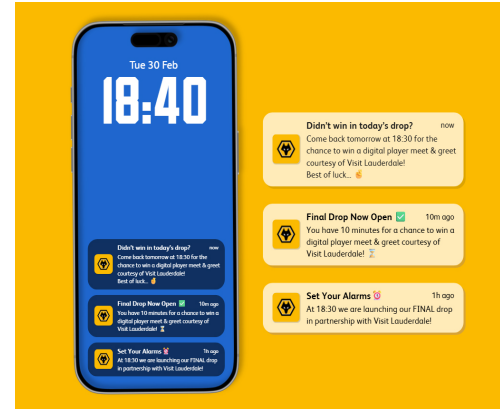 Tue 30 Feb
18:40
Didn't win in today's drop? now
Come back tomorrow at 18:30 for the
chance to win a digital player meet & greet
courtesy of Visit Lauderdale!
Best of luck... 🤞
Final Drop Now Open ✅ 10m ago
You have 10 minutes for a chance to win a
digital player meet & greet courtesy of
Visit Lauderdale! ⏳
Set Your Alarms ⏰ 1h ago
At 18:30 we are launching our FINAL drop
in partnership with Visit Lauderdale!
Didn't win in today's drop? now
Come back tomorrow at 18:30 for the
chance to win a digital player meet & greet
courtesy of Visit Lauderdale!
Best of luck... 🤞
Final Drop Now Open ✅ 10m ago
You have 10 minutes for a chance to win a
digital player meet & greet courtesy of
Visit Lauderdale! ⏳
Set Your Alarms ⏰ 1h ago
At 18:30 we are launching our FINAL drop
in partnership with Visit Lauderdale!